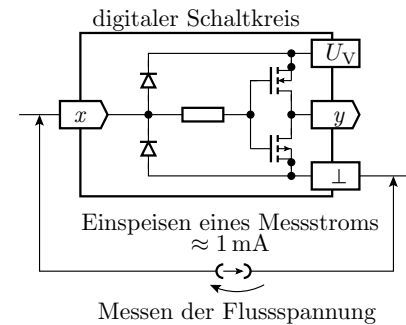 digitaler Schaltkreis
U_V
x
y
⊥
Einspeisen eines Messstroms
≈ 1 mA
Messen der Flussspannung